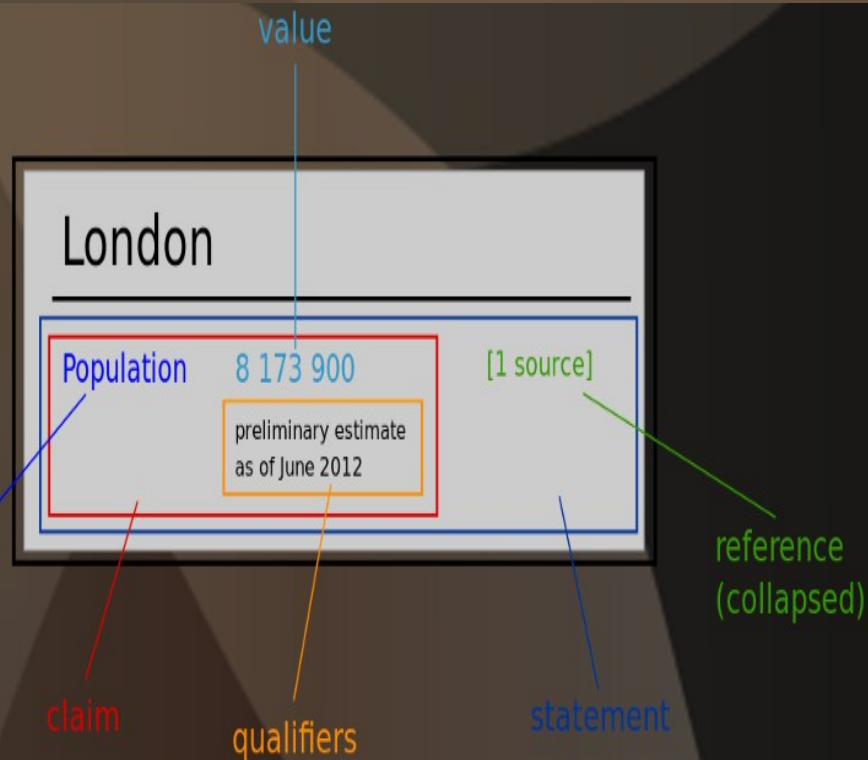 value
London
Population 8 173 900 [1 source]
preliminary estimate
as of June 2012
reference
(collapsed)
claim
qualifiers
statement